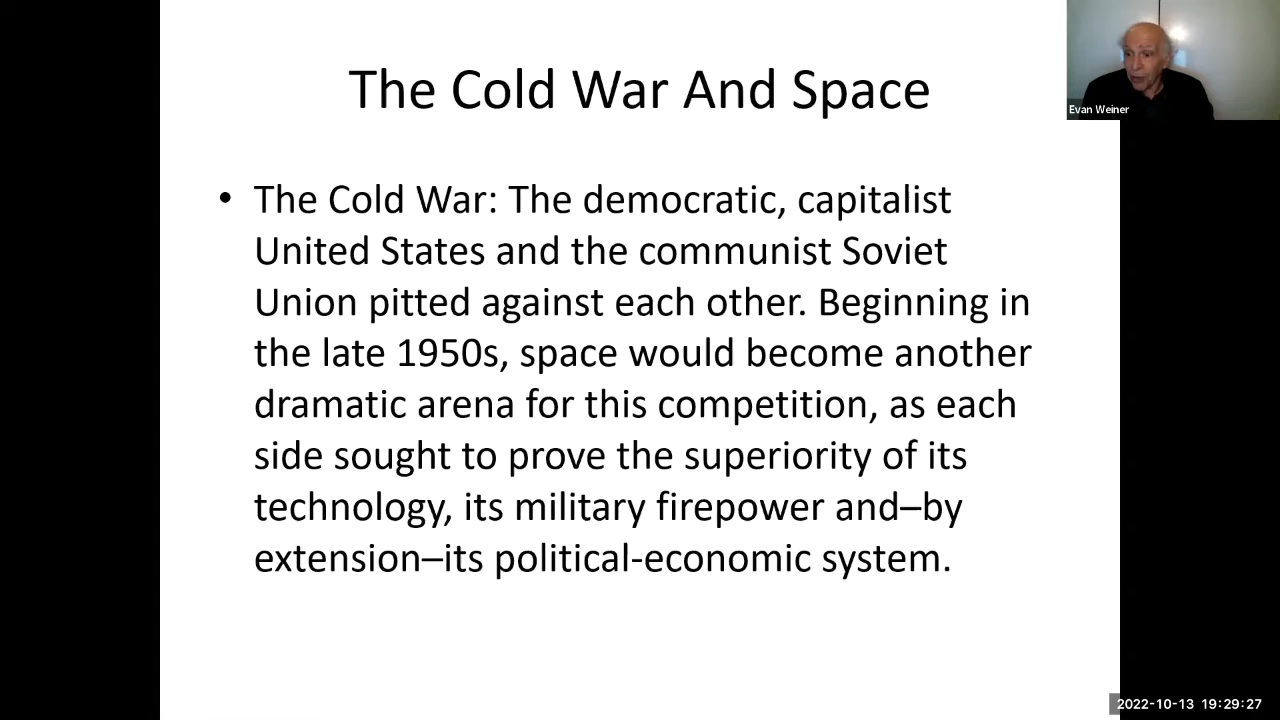 The Cold War And Space
Evan Weiner
• The Cold War: The democratic, capitalist
United States and the communist Soviet
Union pitted against each other. Beginning in
the late 1950s, space would become another
dramatic arena for this competition, as each
side sought to prove the superiority of its
technology, its military firepower and–by
extension–its political-economic system.
2022-10-13 19:29:27